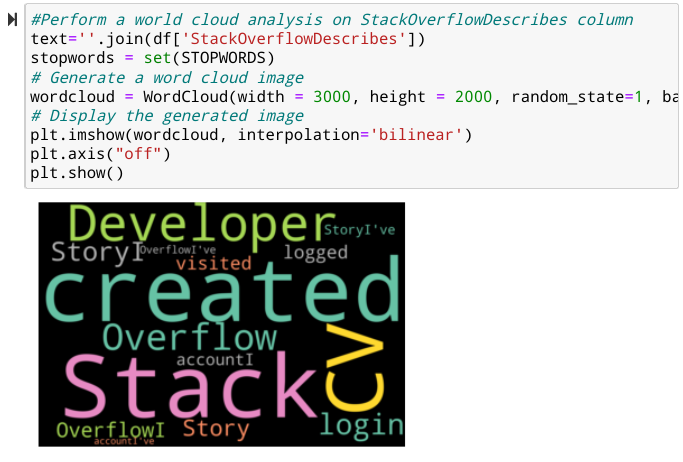 #Perform a world cloud analysis on StackOverflowDescribes column
text=''.join(df['StackOverflowDescribes'])
stopwords = set(STOPWORDS)
# Generate a word cloud image
wordcloud = WordCloud(width = 3000, height = 2000, random_state=1, ba
# Display the generated image
plt.imshow(wordcloud, interpolation='bilinear')
plt.axis("off")
plt.show()
Developer
StoryI've
StoryI
OverflowI've
logged
visited
created
Overflow
CV
accountI
Stack
OverflowI
Story
login
accountI've